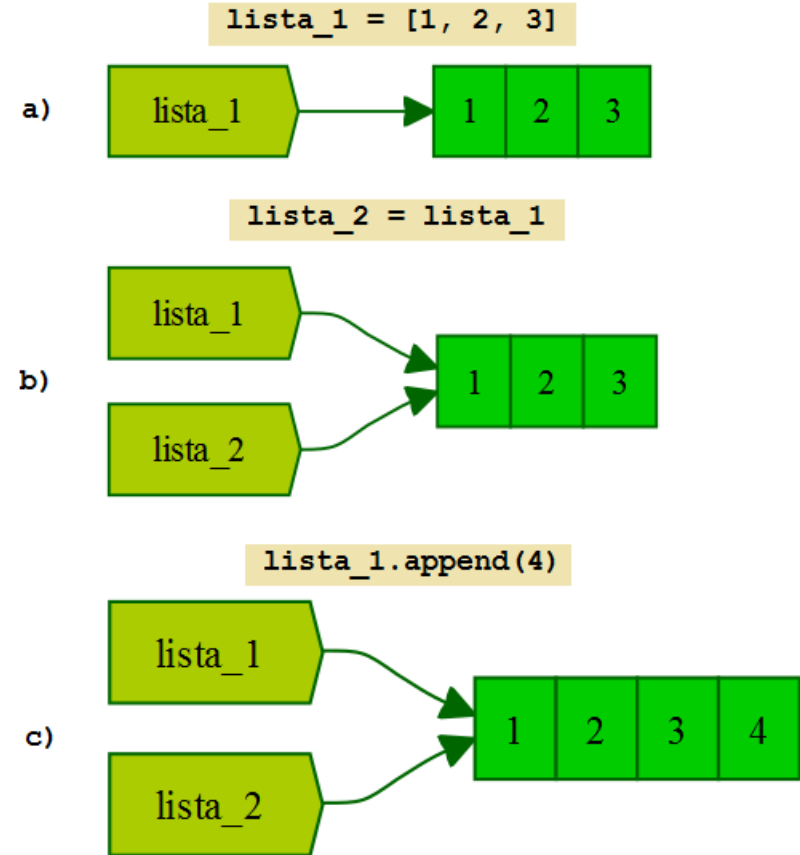 lista_1 = [1, 2, 3]
a)
lista_1
1 2 3
lista_2 = lista_1
lista_1
b)
1 2 3
lista_2
lista_1.append(4)
lista_1
c)
1 2 3 4
lista_2